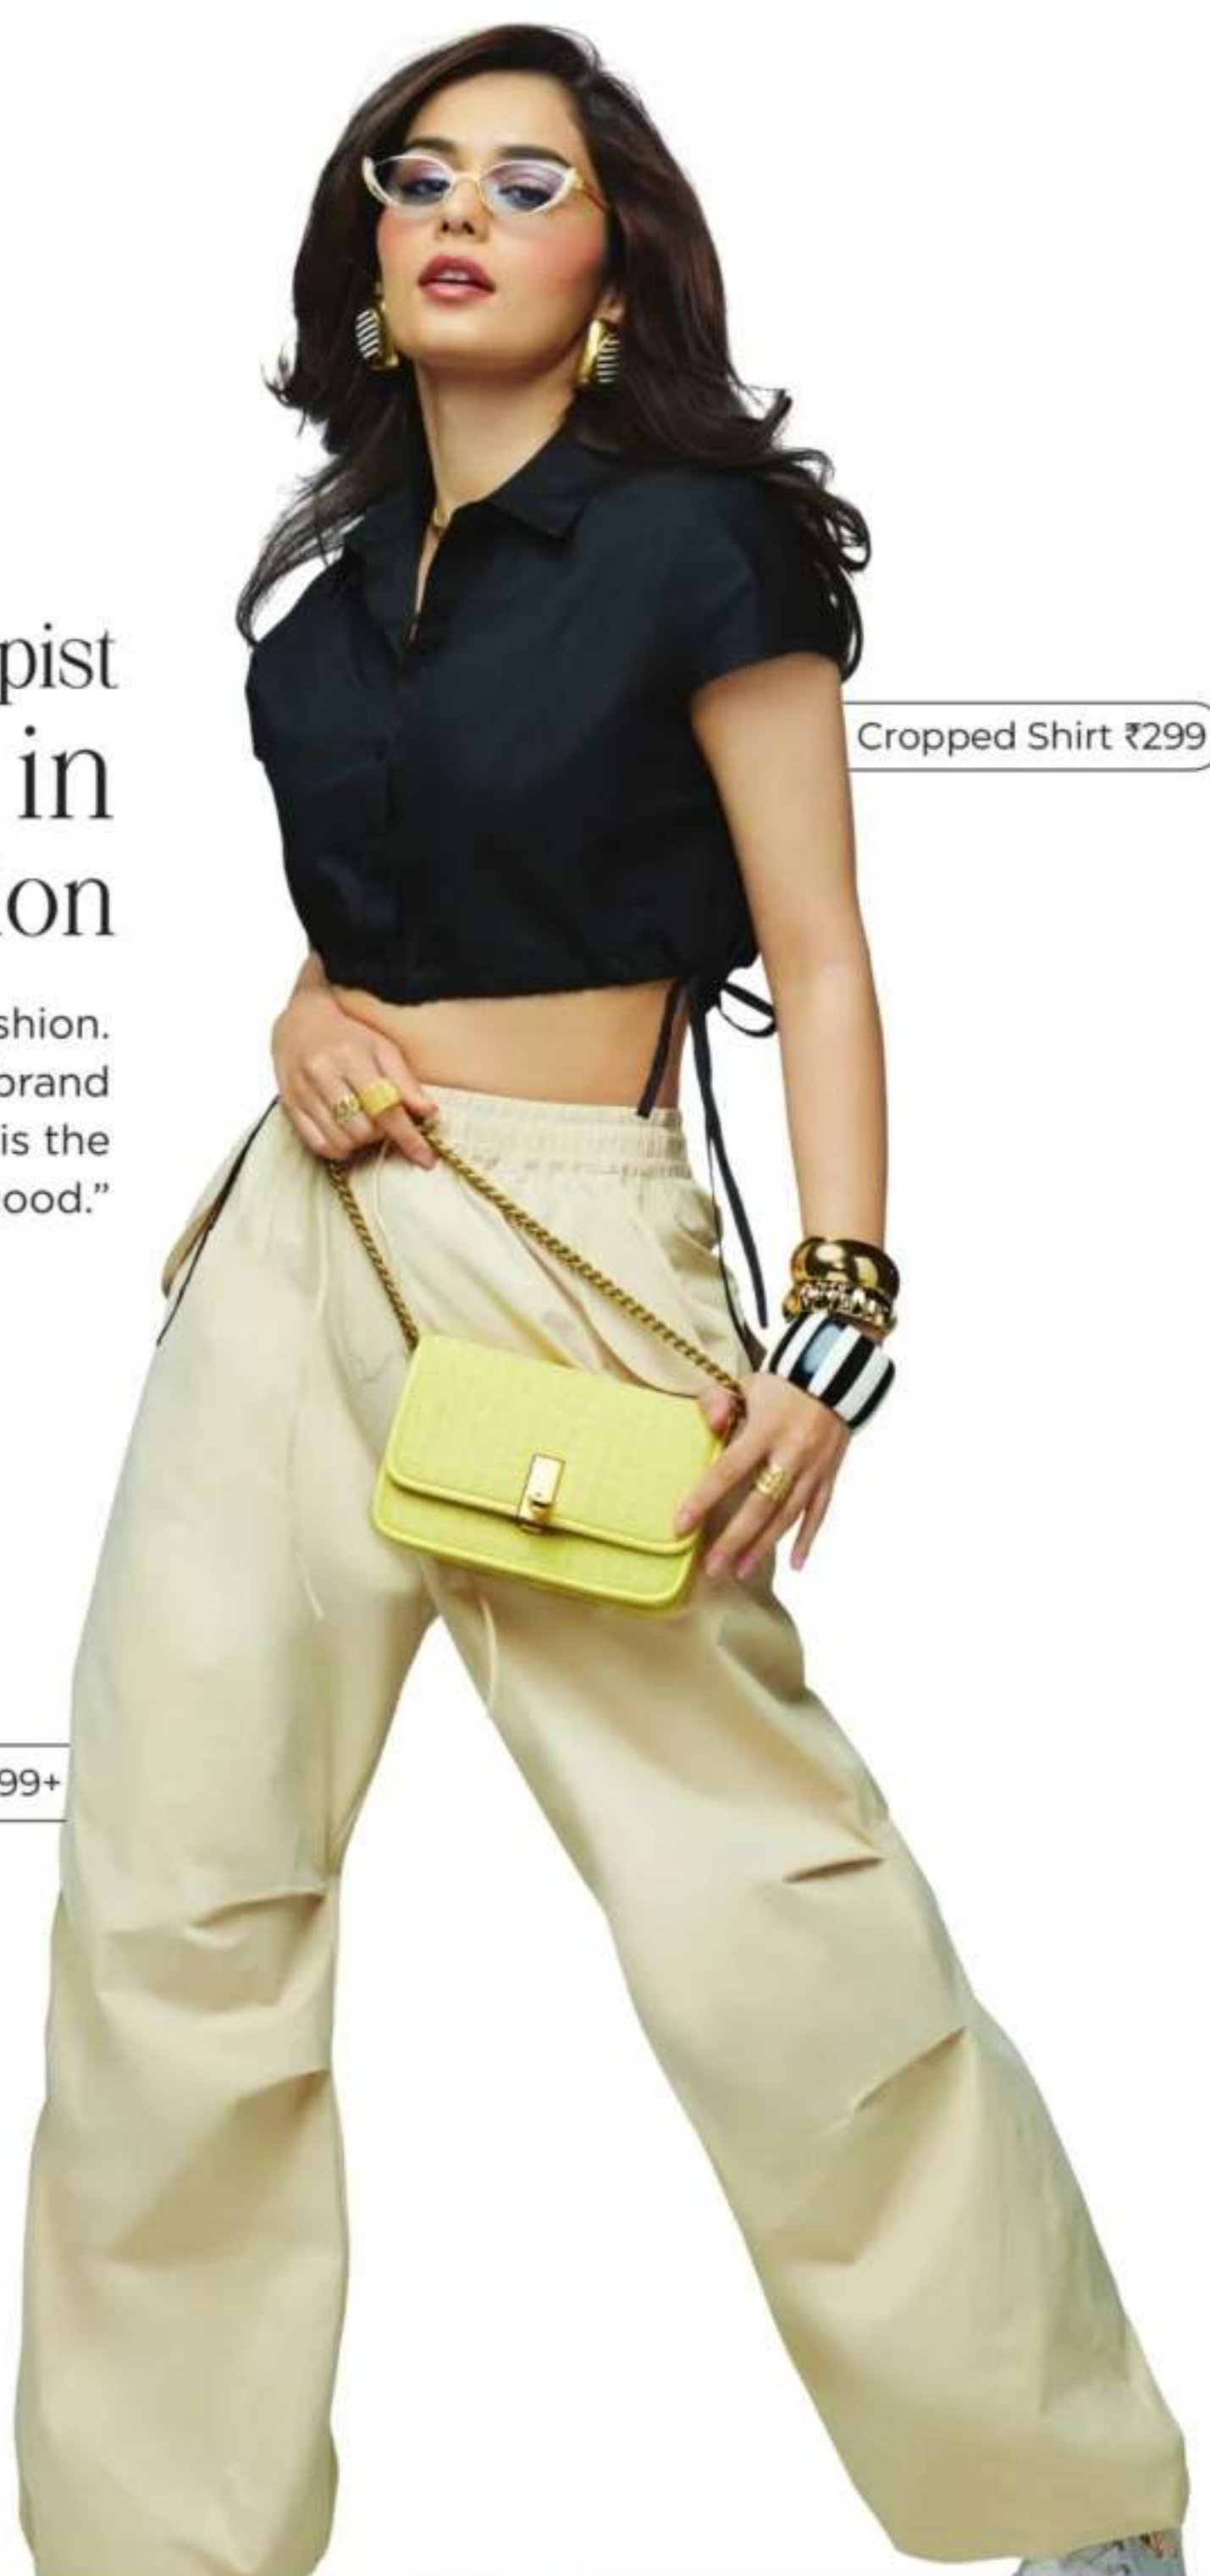 pist
in
on
shion.
brand
is the
ood.”
Cropped Shirt ₹299
99+